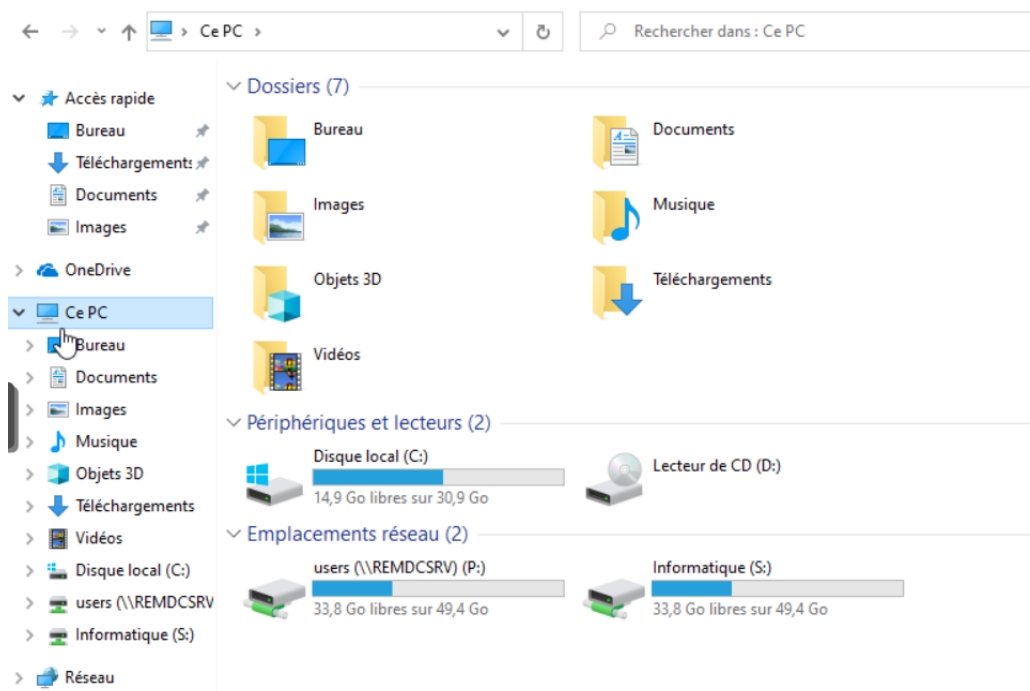 Ce PC
Rechercher dans : Ce PC
Accès rapide
Bureau
Téléchargements
Documents
Images
OneDrive
Ce PC
Bureau
Documents
Images
Musique
Objets 3D
Téléchargements
Vidéos
Disque local (C:)
users (\\REMDCSRV
Informatique (S:)
Réseau
Dossiers (7)
Bureau
Documents
Images
Musique
Objets 3D
Téléchargements
Vidéos
Périphériques et lecteurs (2)
Disque local (C:)
14,9 Go libres sur 30,9 Go
Lecteur de CD (D:)
Emplacements réseau (2)
users (\\REMDCSRV) (P:)
33,8 Go libres sur 49,4 Go
Informatique (S:)
33,8 Go libres sur 49,4 Go